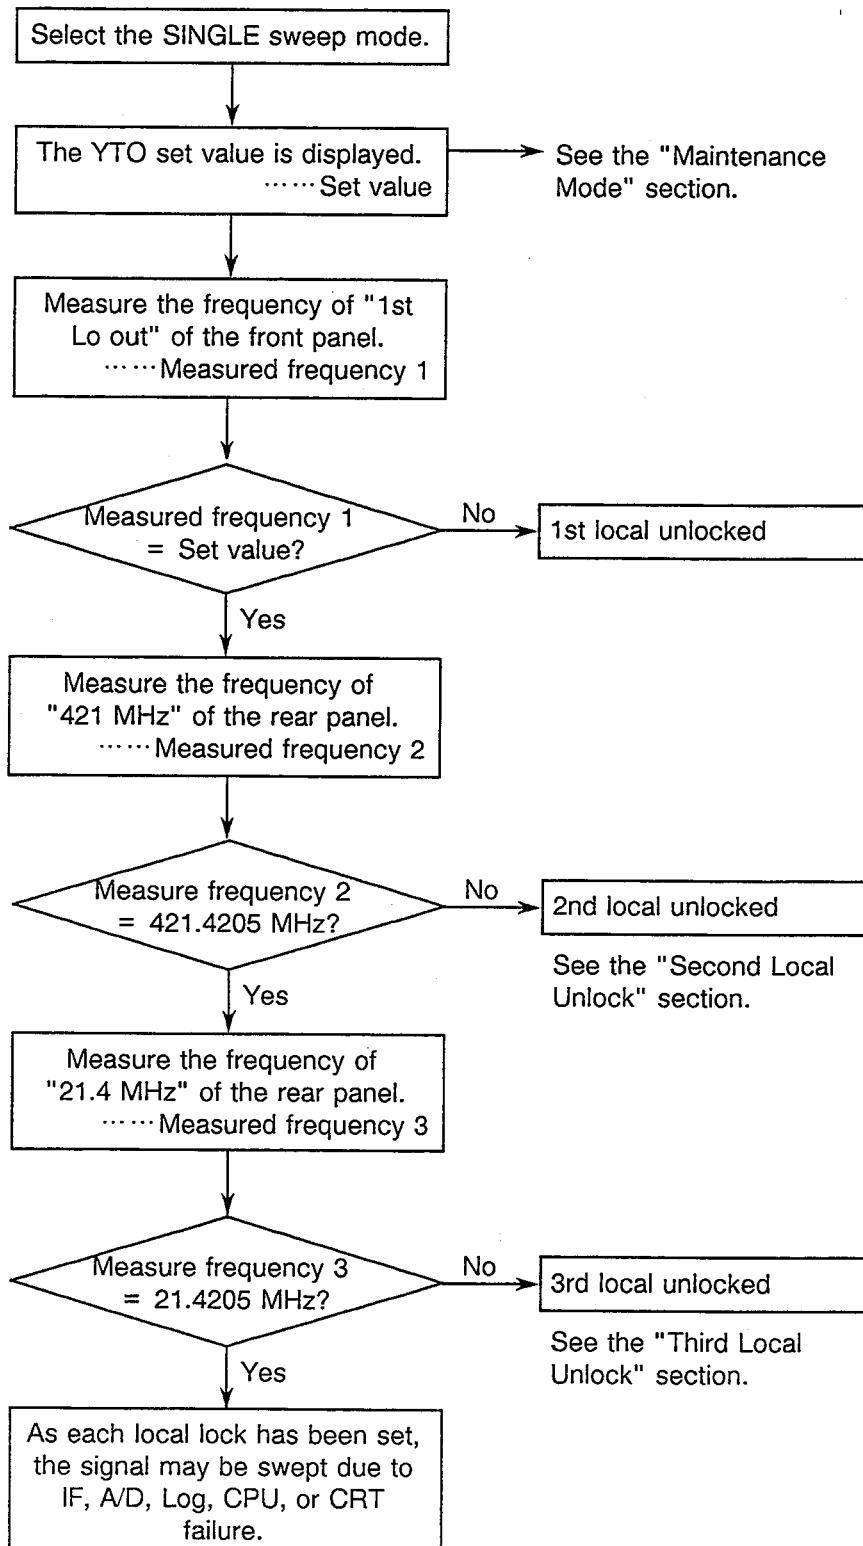 Select the SINGLE sweep mode.
The YTO set value is displayed.
······Set value
See the "Maintenance
Mode" section.
Measure the frequency of "1st
Lo out" of the front panel.
······Measured frequency 1
Measured frequency 1
= Set value?
No
1st local unlocked
Yes
Measure the frequency of
"421 MHz" of the rear panel.
······Measured frequency 2
Measure frequency 2
= 421.4205 MHz?
No
2nd local unlocked
See the "Second Local
Unlock" section.
Yes
Measure the frequency of
"21.4 MHz" of the rear panel.
······Measured frequency 3
Measure frequency 3
= 21.4205 MHz?
No
3rd local unlocked
See the "Third Local
Unlock" section.
Yes
As each local lock has been set,
the signal may be swept due to
IF, A/D, Log, CPU, or CRT
failure.